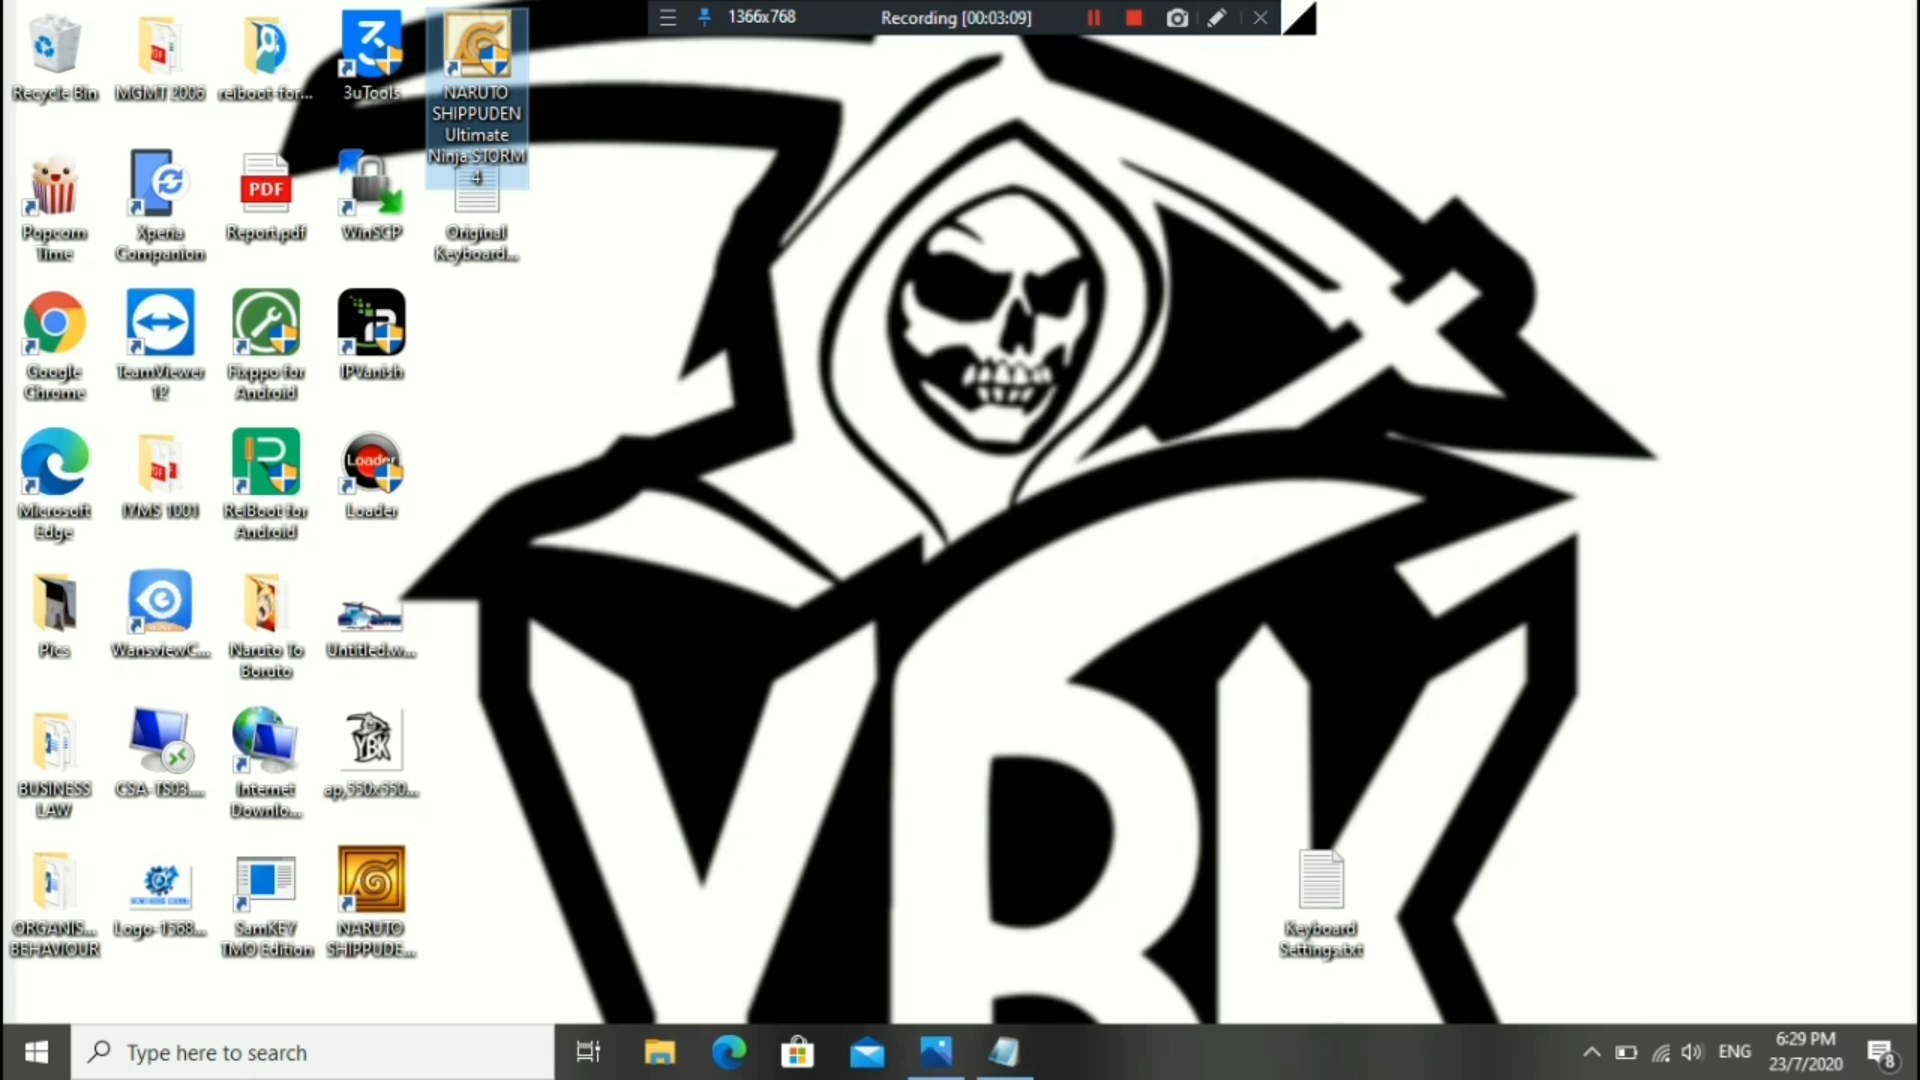 1366x768
Recording [00:03:09]
Recycle Bin
MGMT 2006
reiboot-for...
3uTools
NARUTO
SHIPPUDEN
Ultimate
Ninja STORM
4
Popcorn
Time
Xperia
Companion
PDF
Report.pdf
WinSCP
Original
Keyboard...
Google
Chrome
TeamViewer
12
Fixppo for
Android
IPVanish
Microsoft
Edge
IYMS 1001
ReiBoot for
Android
Loader
Loader
Pics
WansviewC...
Naruto To
Boruto
Untitled.w...
BUSINESS
LAW
CSA-TS03....
Internet
Downlo...
YBK
ap,550x550...
ORGANIS...
BEHAVIOUR
Logo-1568...
SamKEY
TMO Edition
NARUTO
SHIPPUDE...
Keyboard
Settings.txt
YBK
Type here to search
ENG
6:29 PM
23/7/2020
8